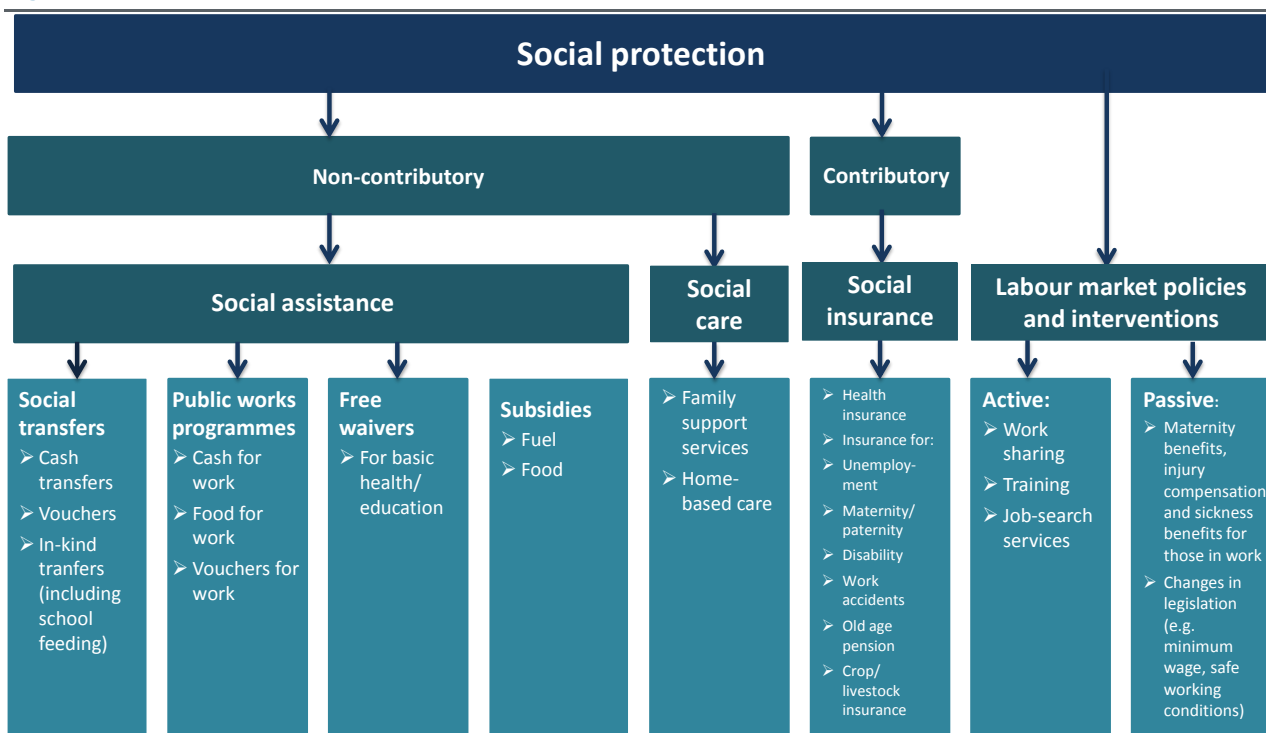 Social protection
Non-contributory
Contributory
Social assistance
Social
care
Social
insurance
Labour market policies
and interventions
Social
transfers
➢ Cash
transfers
➢ Vouchers
➢ In-kind
tranfers
(including
school
feeding)
Public works
programmes
➢ Cash for
work
➢ Food for
work
➢ Vouchers for
work
Free
waivers
➢ For basic
health/
education
Subsidies
➢ Fuel
➢ Food
➢ Family
support
services
➢ Home-
based care
➢ Health
insurance
➢ Insurance for:
➢ Unemploy-
ment
➢ Maternity/
paternity
➢ Disability
➢ Work
accidents
➢ Old age
pension
➢ Crop/
livestock
insurance
Active:
➢ Work
sharing
➢ Training
➢ Job-search
services
Passive:
➢ Maternity
benefits,
injury
compensation
and sickness
benefits for
those in work
➢ Changes in
legislation
(e.g.
minimum
wage, safe
working
conditions)